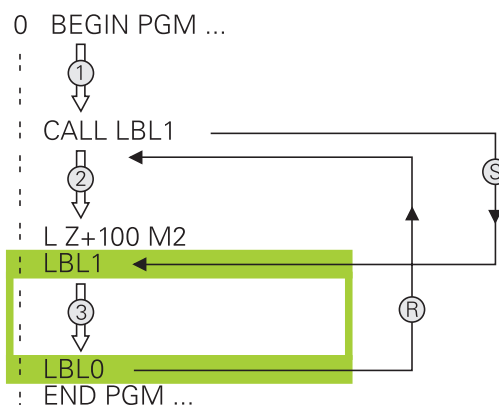 0 BEGIN PGM ...
1
CALL LBL1
S
2
L Z+100 M2
LBL1
3
R
LBL0
END PGM ...